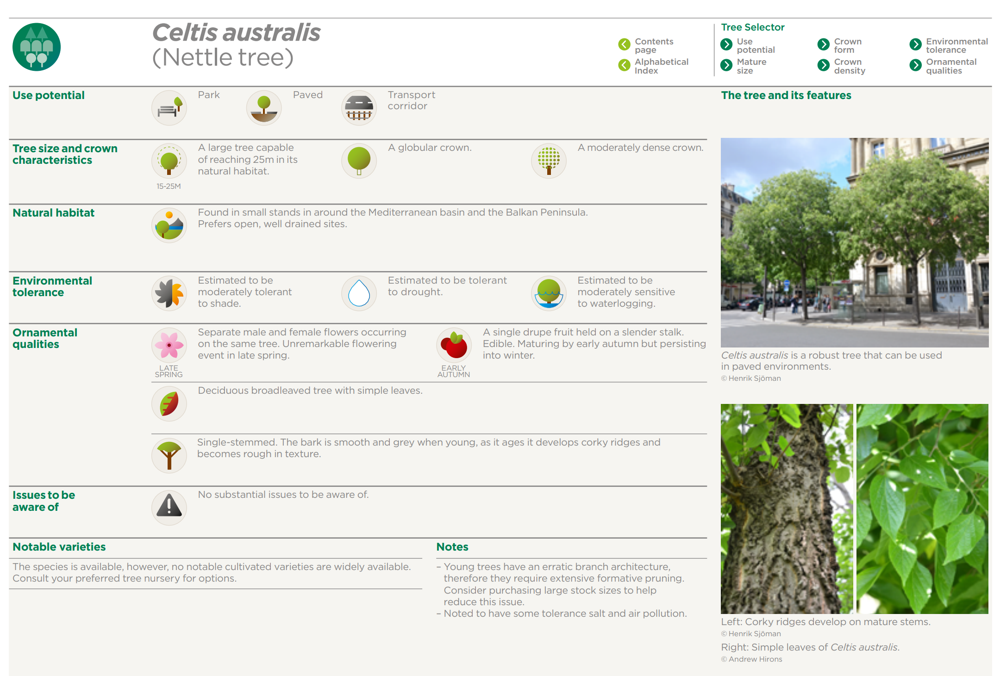 Celtis australis
(Nettle tree)
Contents
page
Alphabetical
Index
Tree Selector
Use
potential
Mature
size
Crown
form
Crown
density
Environmental
tolerance
Ornamental
qualities
Use potential
Park
Paved
Transport
corridor
Tree size and crown
characteristics
15-25M
A large tree capable
of reaching 25m in its
natural habitat.
A globular crown.
A moderately dense crown.
Natural habitat
Found in small stands in around the Mediterranean basin and the Balkan Peninsula.
Prefers open, well drained sites.
Environmental
tolerance
Estimated to be
moderately tolerant
to shade.
Estimated to be tolerant
to drought.
Estimated to be
moderately sensitive
to waterlogging.
Ornamental
qualities
LATE
SPRING
Separate male and female flowers occurring
on the same tree. Unremarkable flowering
event in late spring.
EARLY
AUTUMN
A single drupe fruit held on a slender stalk.
Edible. Maturing by early autumn but persisting
into winter.
Deciduous broadleaved tree with simple leaves.
Single-stemmed. The bark is smooth and grey when young, as it ages it develops corky ridges and
becomes rough in texture.
Issues to be
aware of
No substantial issues to be aware of.
Notable varieties
The species is available, however, no notable cultivated varieties are widely available.
Consult your preferred tree nursery for options.
Notes
– Young trees have an erratic branch architecture,
therefore they require extensive formative pruning.
Consider purchasing large stock sizes to help
reduce this issue.
– Noted to have some tolerance salt and air pollution.
The tree and its features
Celtis australis is a robust tree that can be used
in paved environments.
© Henrik Sjöman
Left: Corky ridges develop on mature stems.
© Henrik Sjöman
Right: Simple leaves of Celtis australis.
© Andrew Hirons